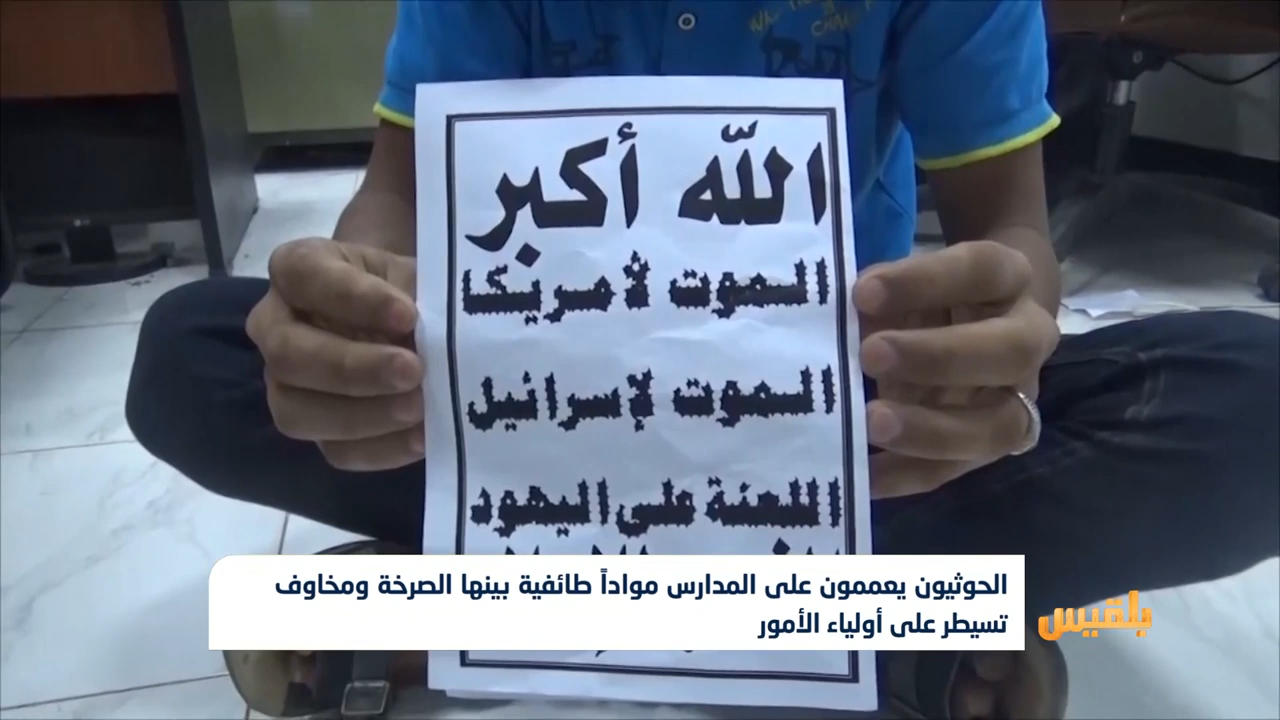 الله أكبر
الموت لأمريكا
الموت لإسرائيل
اللعنة على اليهود
الحوثيون يعممون على المدارس مواداً طائفية بينها الصرخة ومخاوف
تسيطر على أولياء الأمور
بلقيس